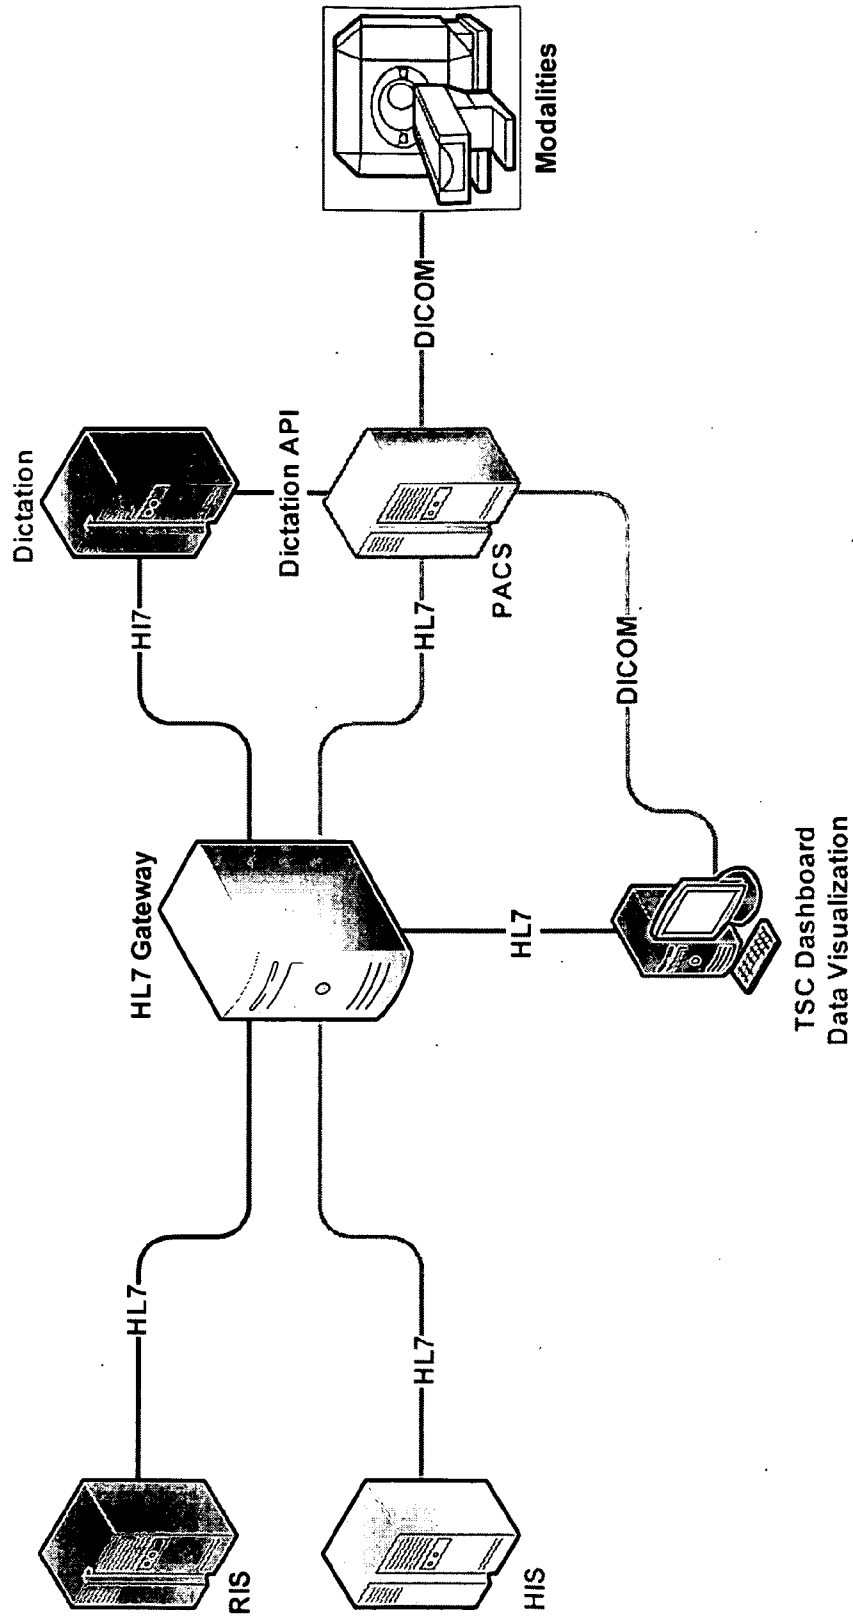 RIS
HL7
HIS
HL7
HL7 Gateway
HL7
TSC Dashboard
Data Visualization
HI7
Dictation
Dictation API
HL7
PACS
DICOM
DICOM
Modalities